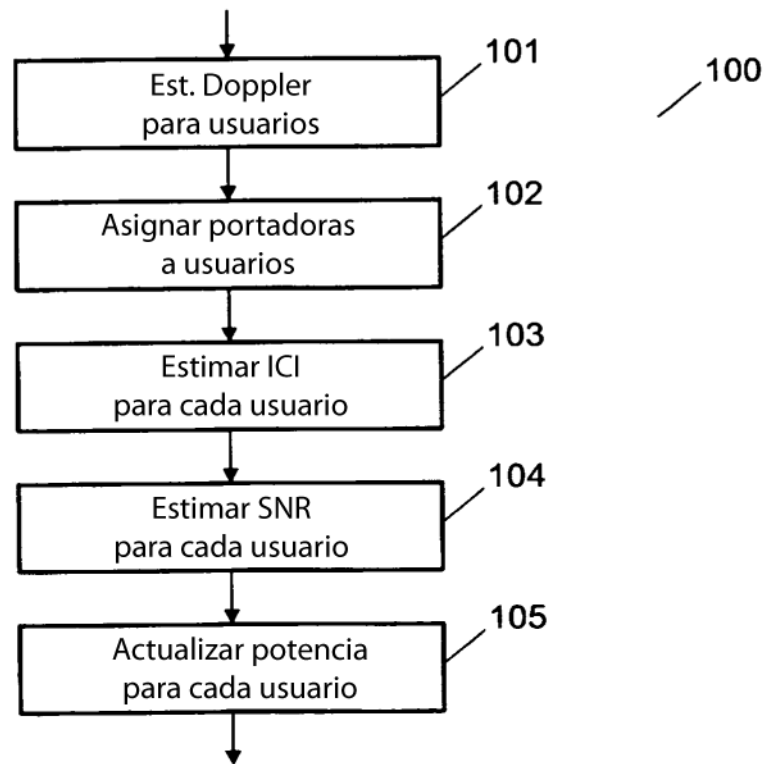 101
100
Est. Doppler
para usuarios
102
Asignar portadoras
a usuarios
103
Estimar ICI
para cada usuario
104
Estimar SNR
para cada usuario
105
Actualizar potencia
para cada usuario